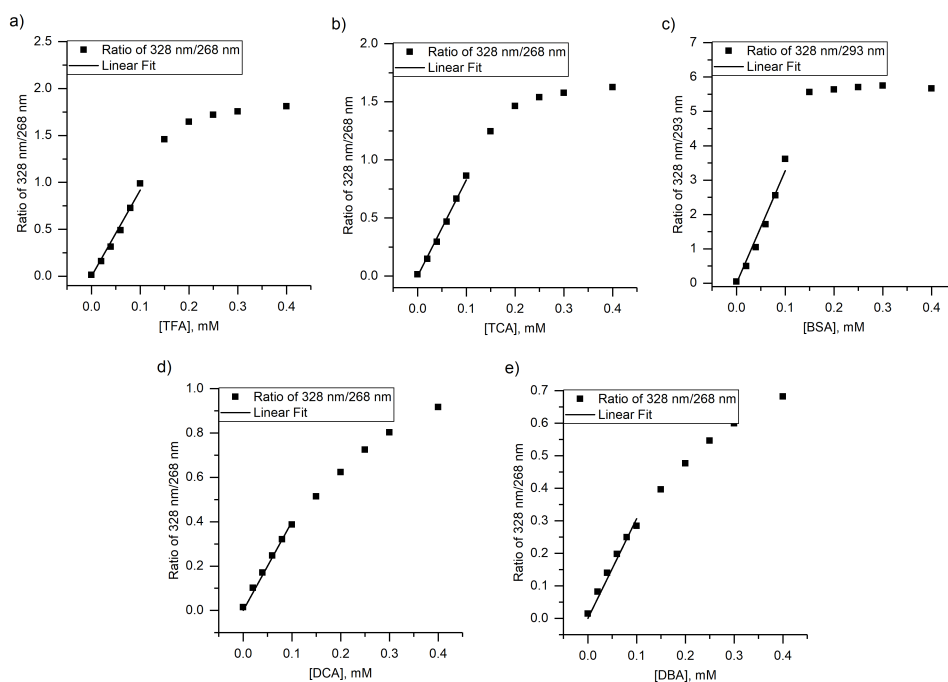 a)
Ratio of 328 nm/268 nm
Linear Fit
Ratio of 328 nm/268 nm
2.5
2.0
1.5
1.0
0.5
0.0
0.0 0.1 0.2 0.3 0.4
[TFA], mM
b)
Ratio of 328 nm/268 nm
Linear Fit
Ratio of 328 nm/268 nm
2.0
1.5
1.0
0.5
0.0
0.0 0.1 0.2 0.3 0.4
[TCA], mM
c)
Ratio of 328 nm/293 nm
Linear Fit
Ratio of 328 nm/293 nm
7
6
5
4
3
2
1
0
0.0 0.1 0.2 0.3 0.4
[BSA], mM
d)
Ratio of 328 nm/268 nm
Linear Fit
Ratio of 328 nm/268 nm
1.0
0.8
0.6
0.4
0.2
0.0
0.0 0.1 0.2 0.3 0.4
[DCA], mM
e)
Ratio of 328 nm/268 nm
Linear Fit
Ratio of 328 nm/268 nm
0.7
0.6
0.5
0.4
0.3
0.2
0.1
0.0
0.0 0.1 0.2 0.3 0.4
[DBA], mM